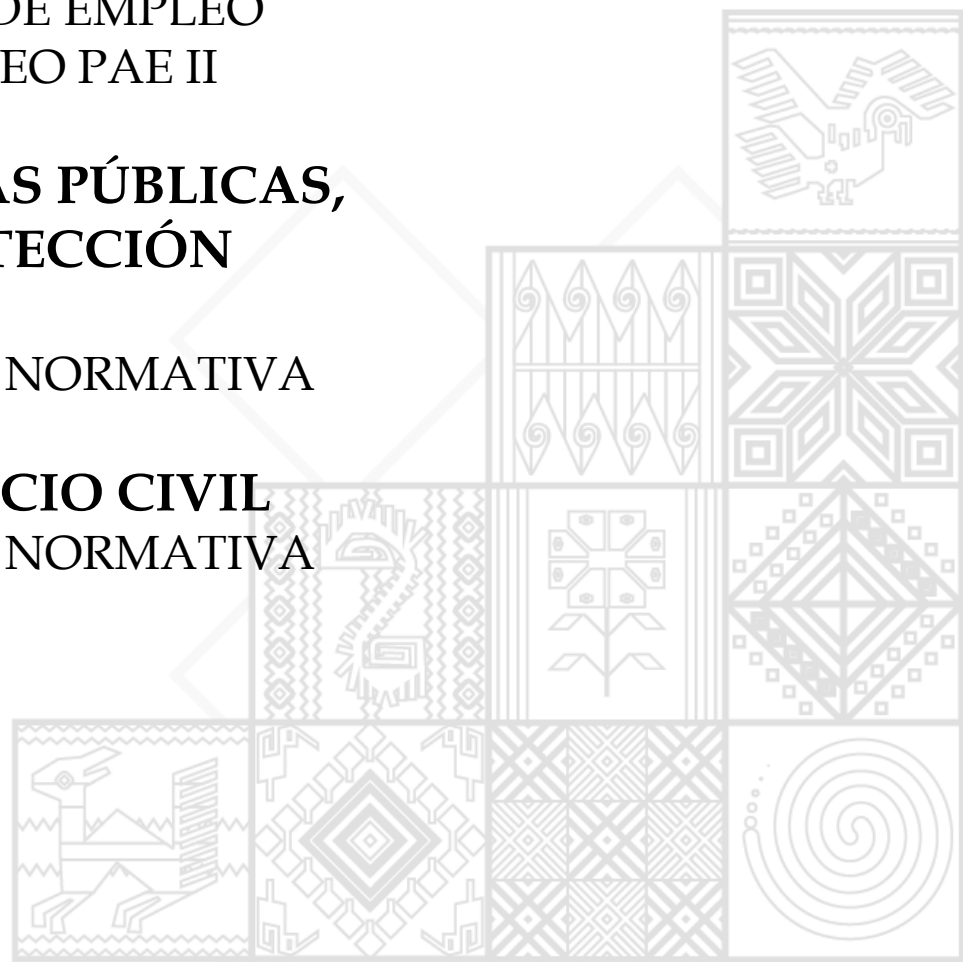 DE EMPLEO
EO PAE II
AS PÚBLICAS,
TECCIÓN
NORMATIVA
CIO CIVIL
NORMATIVA